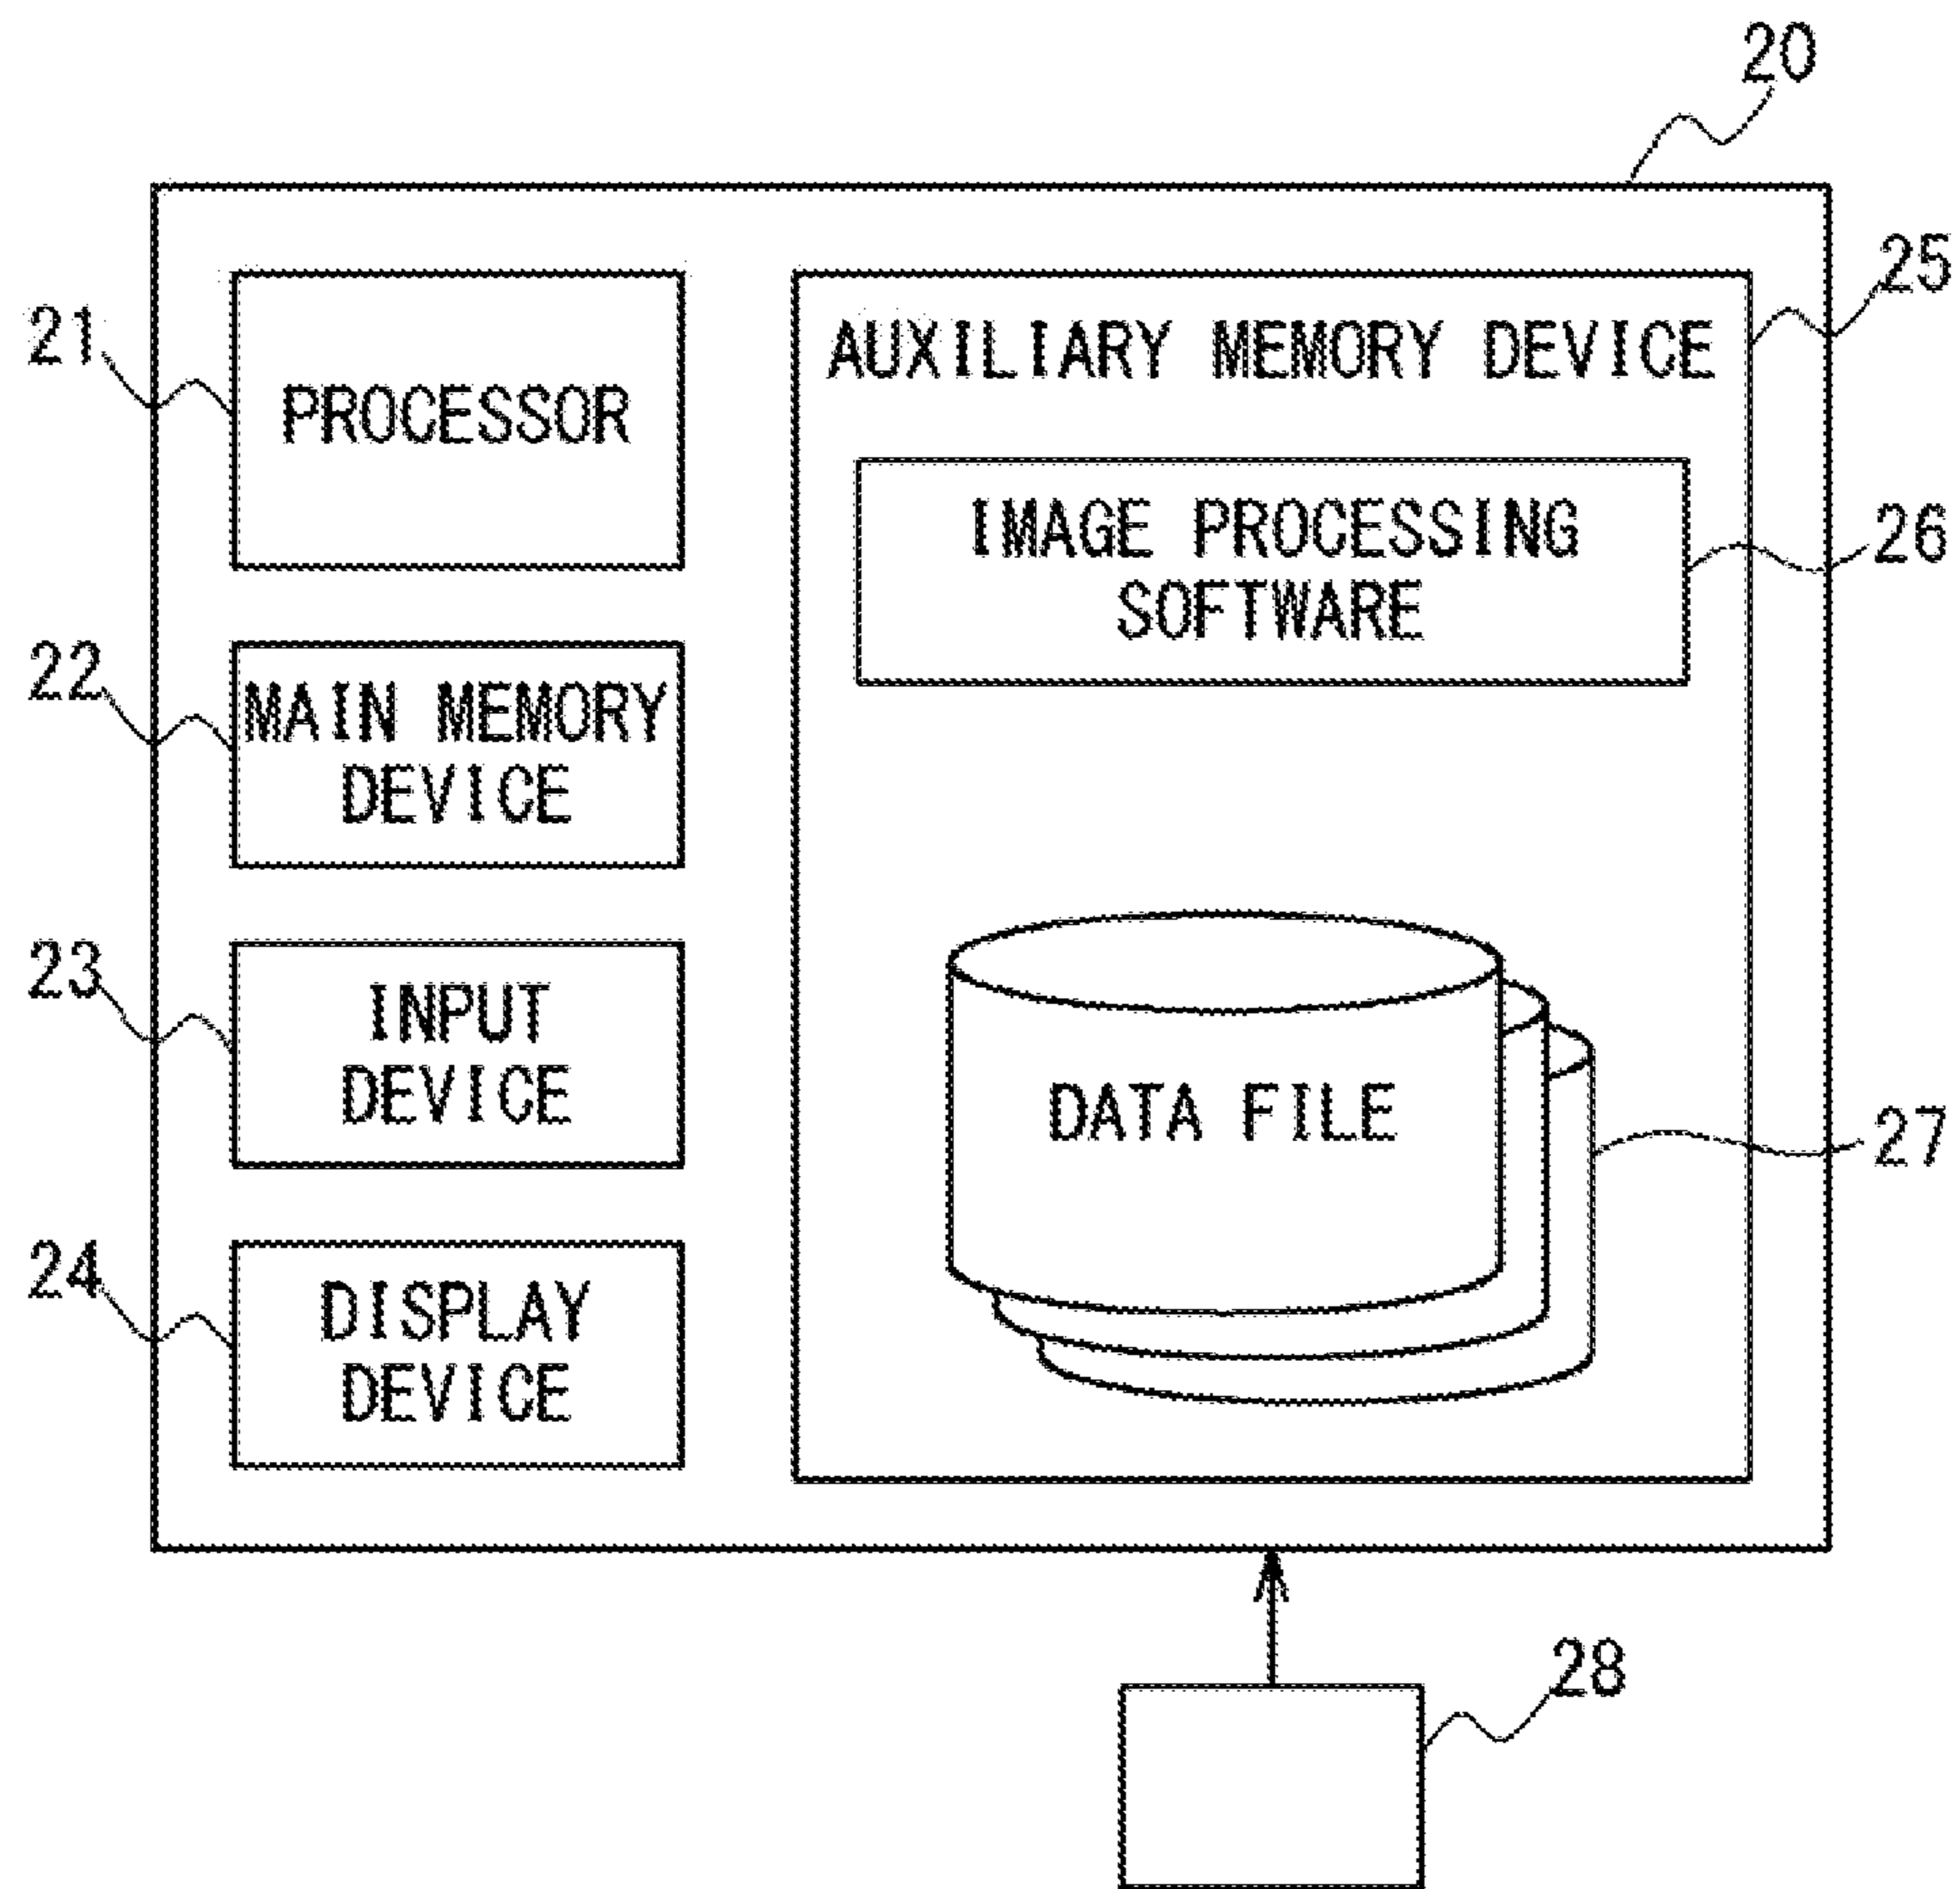 20
21
PROCESSOR
22
MAIN MEMORY
DEVICE
23
INPUT
DEVICE
24
DISPLAY
DEVICE
25
AUXILIARY MEMORY DEVICE
IMAGE PROCESSING
SOFTWARE
26
DATA FILE
27
28